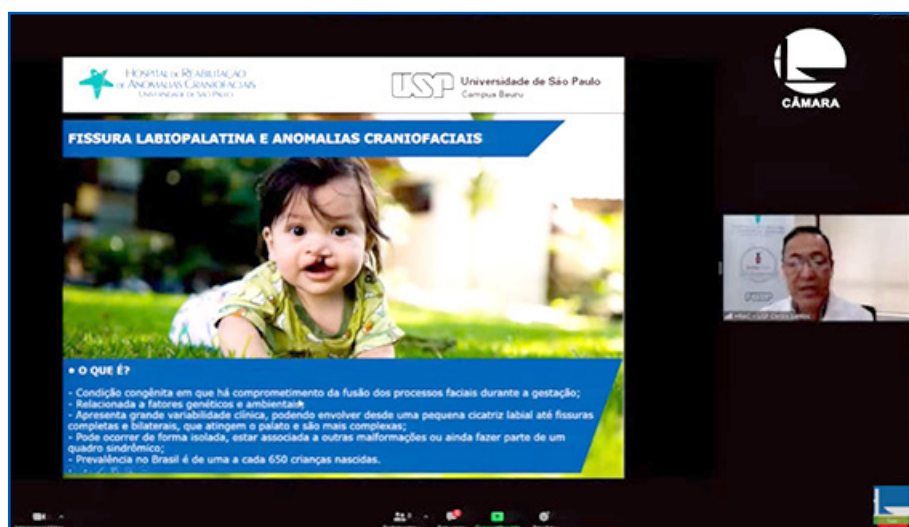 HOSPITAL DE REABILITAÇÃO
DE ANOMALIAS CRANIOFACIAIS
UNIVERSIDADE DE SÃO PAULO
USP
Universidade de São Paulo
Campus Bauru
CÂMARA
FISSURA LABIOPALATINA E ANOMALIAS CRANIOFACIAIS
• O QUE É?
- Condição congênita em que há comprometimento da fusão dos processos faciais durante a gestação;
- Relacionada a fatores genéticos e ambientais;
- Apresenta grande variabilidade clínica, podendo envolver desde uma pequena cicatriz labial até fissuras
completas e bilaterais, que atingem o palato e são mais complexas;
- Pode ocorrer de forma isolada, estar associada a outras malformações ou ainda fazer parte de um
quadro sindrômico;
- Prevalência no Brasil é de uma a cada 650 crianças nascidas.